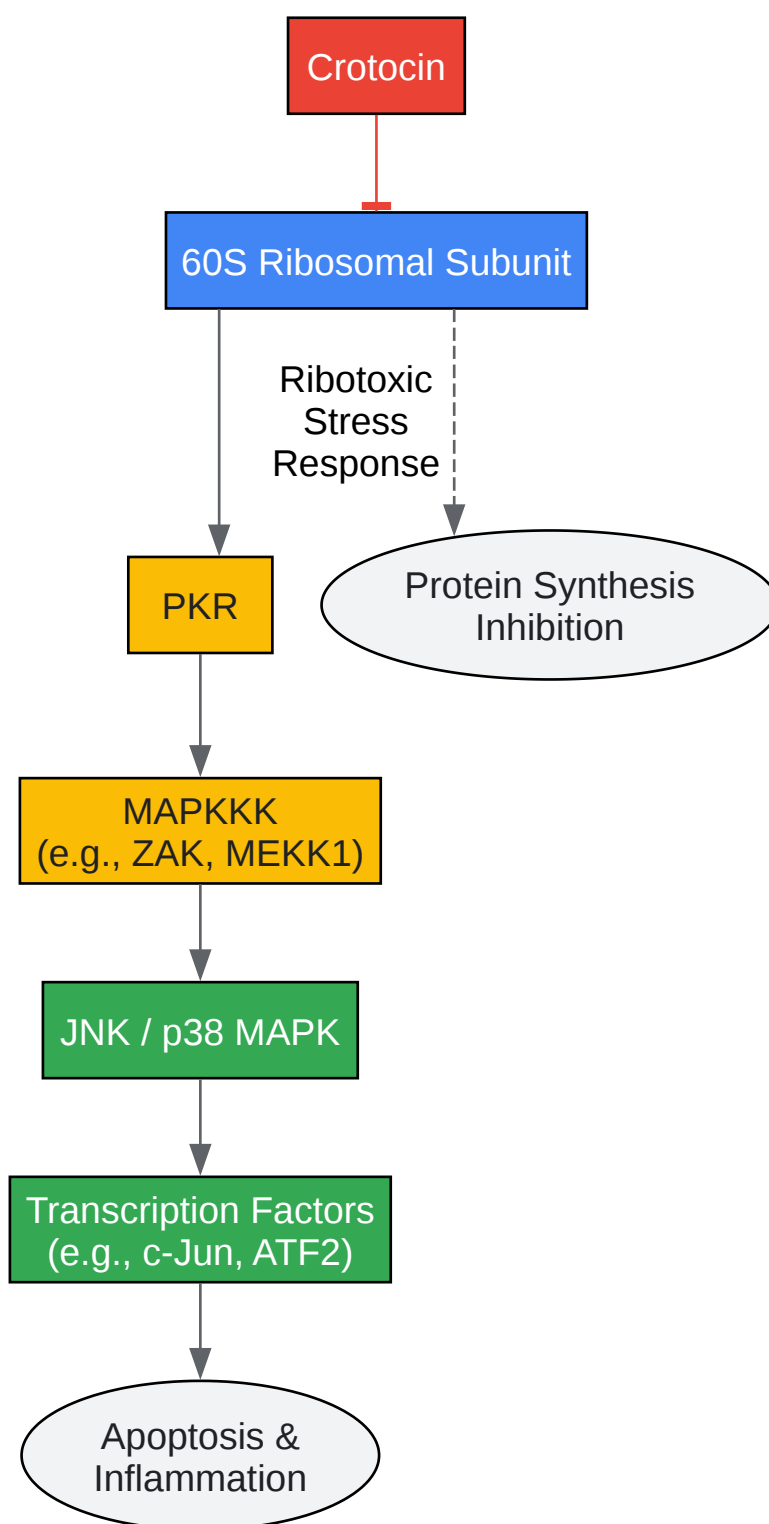 Crotocin
60S Ribosomal Subunit
Ribotoxic
Stress
Response
PKR
Protein Synthesis
Inhibition
MAPKKK
(e.g., ZAK, MEKK1)
JNK / p38 MAPK
Transcription Factors
(e.g., c-Jun, ATF2)
Apoptosis &
Inflammation